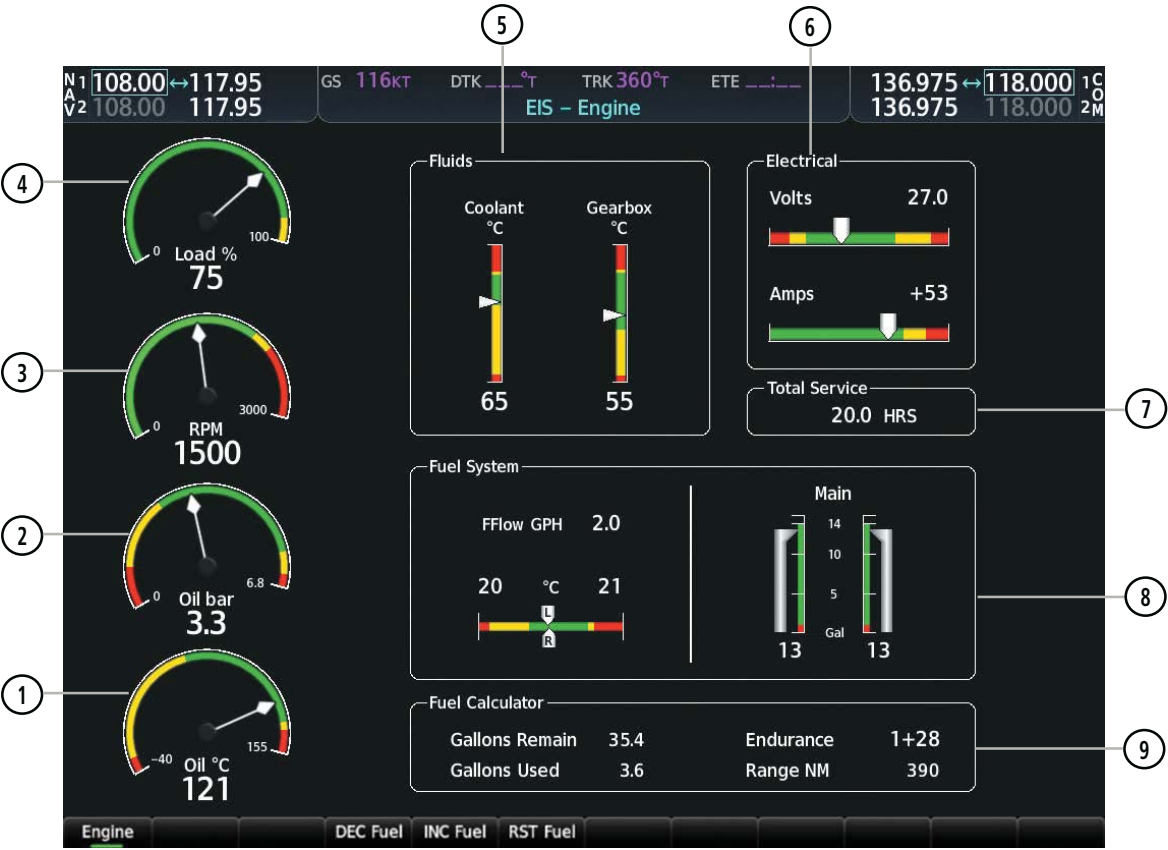 5
6
N
A
V
1 108.00 ↔ 117.95
2 108.00 117.95
GS 116KT DTK ___°T TRK 360°T ETE __:__
EIS – Engine
136.975 ↔ 118.000 1
136.975 118.000 2
C
O
M
4
0 100
Load %
75
3
0 3000
RPM
1500
2
0 6.8
Oil bar
3.3
1
-40 155
Oil °C
121
Fluids
Coolant Gearbox
°C °C
65 55
Electrical
Volts 27.0
Amps +53
Total Service
20.0 HRS
7
Fuel System
FFlow GPH 2.0
20 °C 21
L
R
Main
14
10
5
Gal
13 13
8
Fuel Calculator
Gallons Remain 35.4 Endurance 1+28
Gallons Used 3.6 Range NM 390
9
Engine DEC Fuel INC Fuel RST Fuel